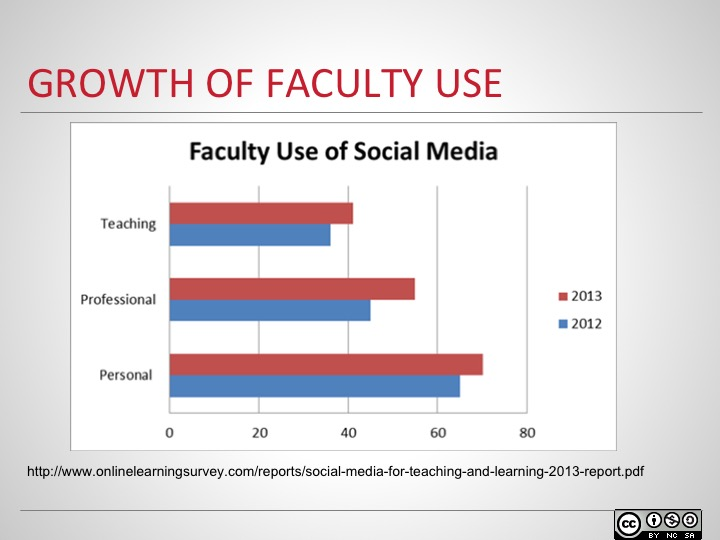 GROWTH OF FACULTY USE
Faculty Use of Social Media
Teaching
Professional
Personal
2013
2012
0 20 40 60 80
http://www.onlinelearningsurvey.com/reports/social-media-for-teaching-and-learning-2013-report.pdf
cc
BY NC SA